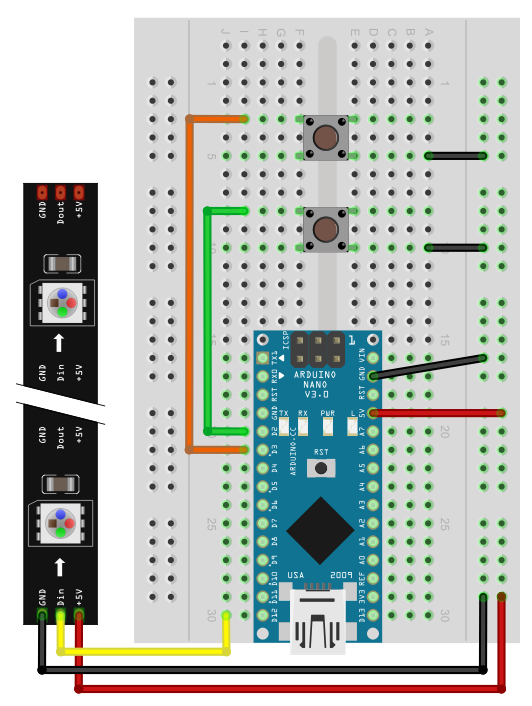 J I H G F E D C B A
1 1
5 5
10 10
15 15
20 20
25 25
30 30
GND Dout +5V
GND Din +5V
GND Dout +5V
GND Din +5V
ICSP
1
TX1
RX0
RST
GND
D2
D3
D4
D5
D6
D7
D8
D9
D10
D11
D12
VIN
GND
RST
5V
A7
A6
A5
A4
A3
A2
A1
A0
REF
3V3
D13
ARDUINO
NANO
V3.0
TX RX PWR L
RST
ARDUINO.CC
USA 2009